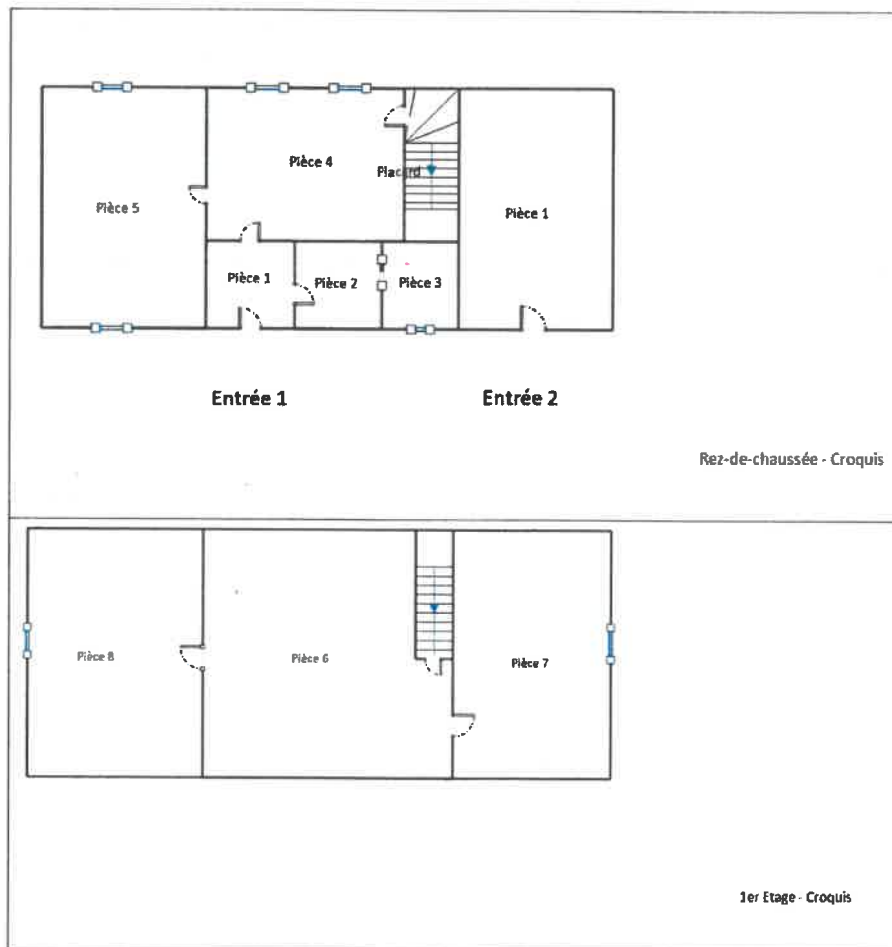 Pièce 4
Placard
Pièce 5
Pièce 1
Pièce 1
Pièce 2
Pièce 3
Entrée 1
Entrée 2
Rez-de-chaussée - Croquis
Pièce 8
Pièce 6
Pièce 7
1er Etage - Croquis